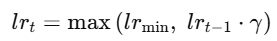 lr_t = max (lr_min, lr_{t−1} · γ)